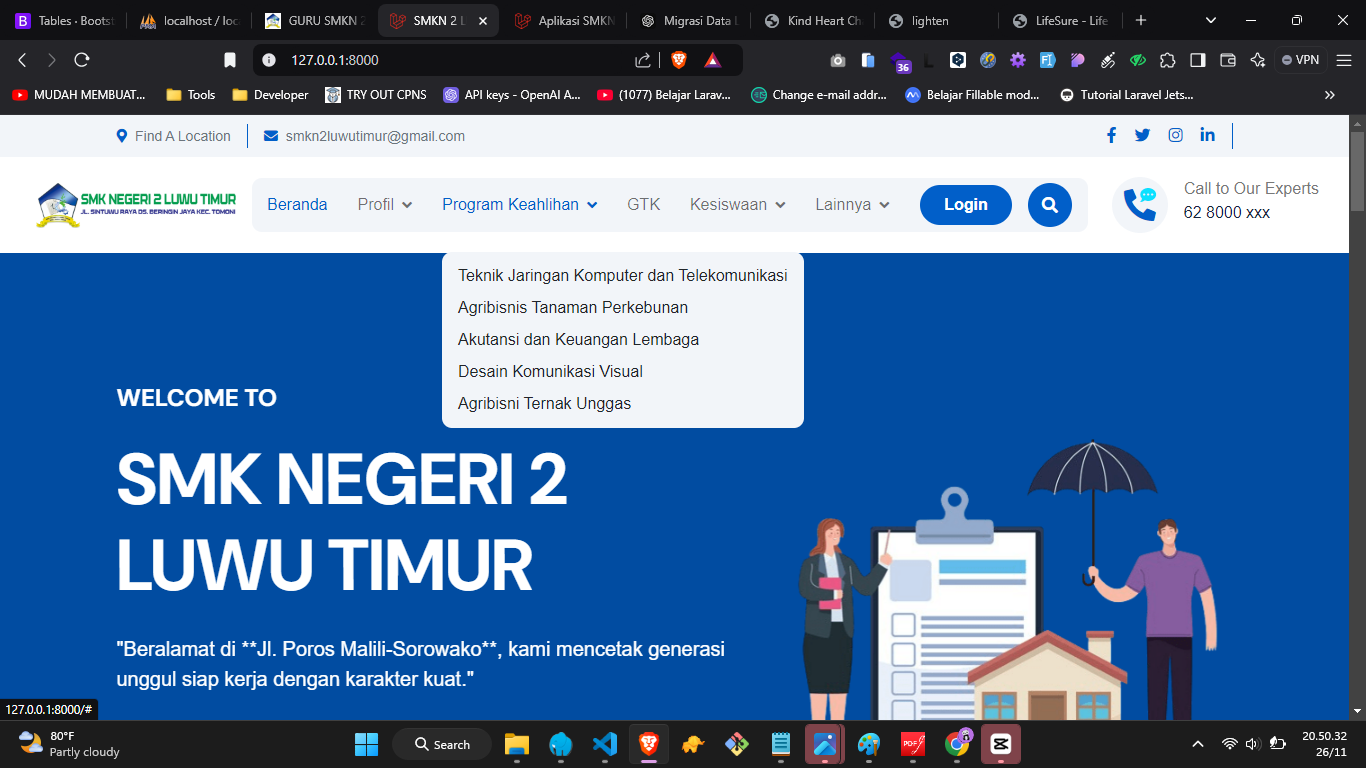 Tables · Bootst
localhost / loc
GURU SMKN 2
SMKN 2 L
Aplikasi SMKN
Migrasi Data L
Kind Heart Cha
lighten
LifeSure - Life
127.0.0.1:8000
36
VPN
MUDAH MEMBUAT...
Tools
Developer
TRY OUT CPNS
API keys - OpenAI A...
(1077) Belajar Larav...
Change e-mail addr...
Belajar Fillable mod...
Tutorial Laravel Jets...
Find A Location
smkn2luwutimur@gmail.com
SMK NEGERI 2 LUWU TIMUR
JL. SINTUWU RAYA DS. BERINGIN JAYA KEC. TOMONI
Beranda
Profil
Program Keahlihan
GTK
Kesiswaan
Lainnya
Login
Call to Our Experts
62 8000 xxx
Teknik Jaringan Komputer dan Telekomunikasi
Agribisnis Tanaman Perkebunan
Akutansi dan Keuangan Lembaga
Desain Komunikasi Visual
Agribisni Ternak Unggas
WELCOME TO
SMK NEGERI 2
LUWU TIMUR
"Beralamat di **Jl. Poros Malili-Sorowako**, kami mencetak generasi
unggul siap kerja dengan karakter kuat."
127.0.0.1:8000/#
80°F
Partly cloudy
Search
PDF
20.50.32
26/11